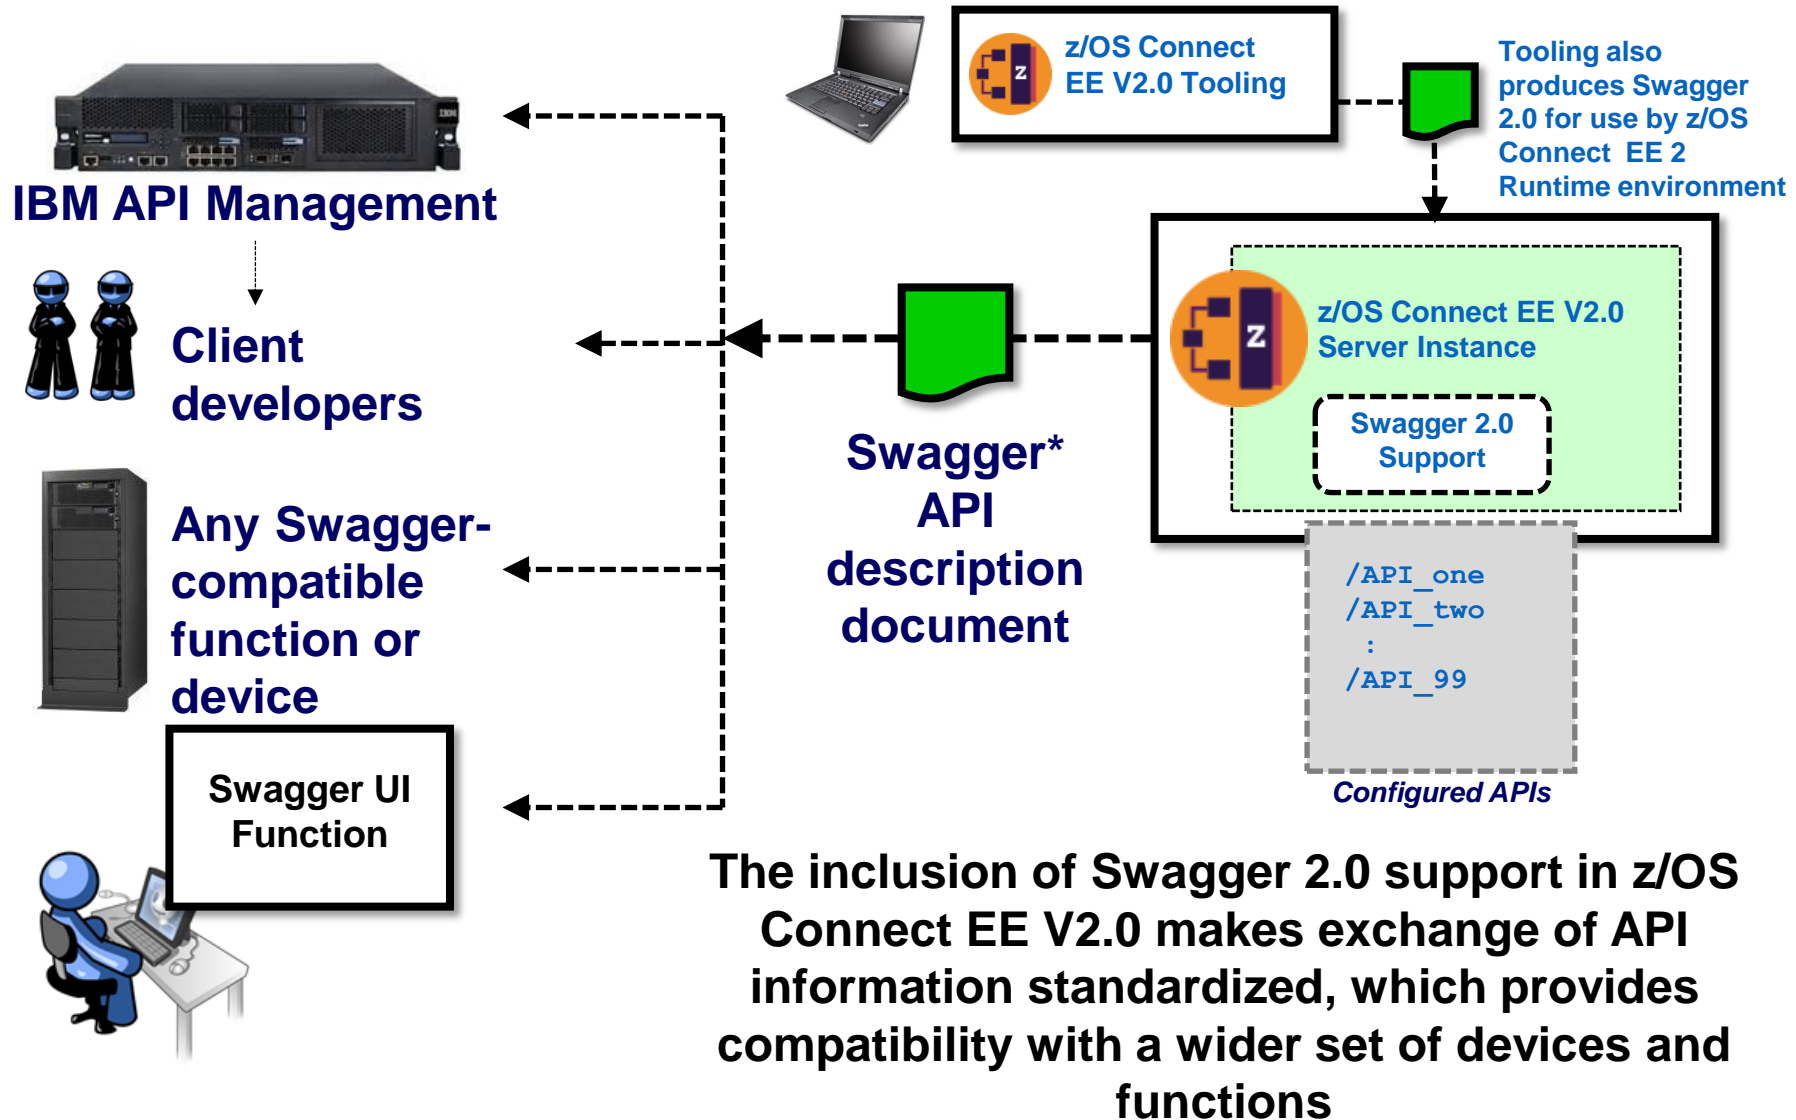 z/OS Connect
EE V2.0 Tooling
Tooling also
produces Swagger
2.0 for use by z/OS
Connect EE 2
Runtime environment
IBM
IBM API Management
Client
developers
Any Swagger-
compatible
function or
device
Swagger UI
Function
Swagger*
API
description
document
z
z
z/OS Connect EE V2.0
Server Instance
Swagger 2.0
Support
/API_one
/API_two
:
/API_99
Configured APIs
The inclusion of Swagger 2.0 support in z/OS
Connect EE V2.0 makes exchange of API
information standardized, which provides
compatibility with a wider set of devices and
functions